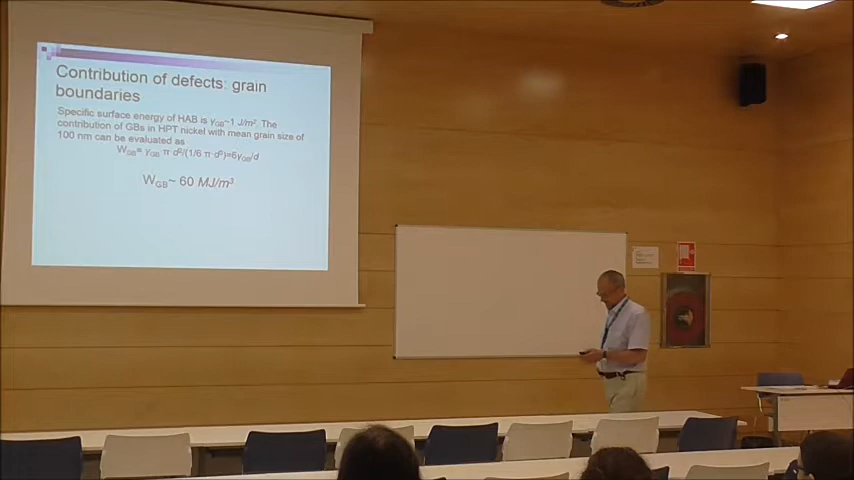 Contribution of defects: grain
boundaries
Specific surface energy of HAB is γGB~1 J/m². The
contribution of GBs in HPT nickel with mean grain size of
100 nm can be evaluated as
WGB= γGB π·d²/(1/6 π·d³)=6γGB/d
WGB~ 60 MJ/m³